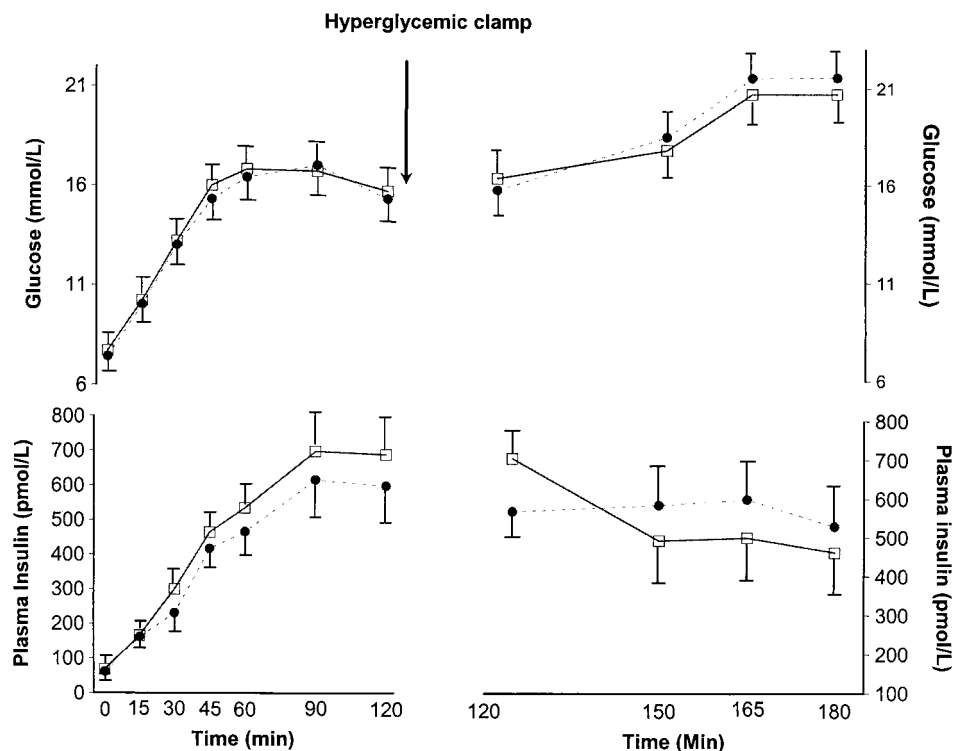 Hyperglycemic clamp
Glucose (mmol/L)
21
16
11
6
21
16
11
6
Glucose
(mmol/L)
Plasma Insulin (pmol/L)
800
700
600
500
400
300
200
100
0
0 15 30 45 60 90 120
Time (min)
800
700
600
500
400
300
200
100
Plasma insulin
(pmol/L)
120 150 165 180
Time (Min)